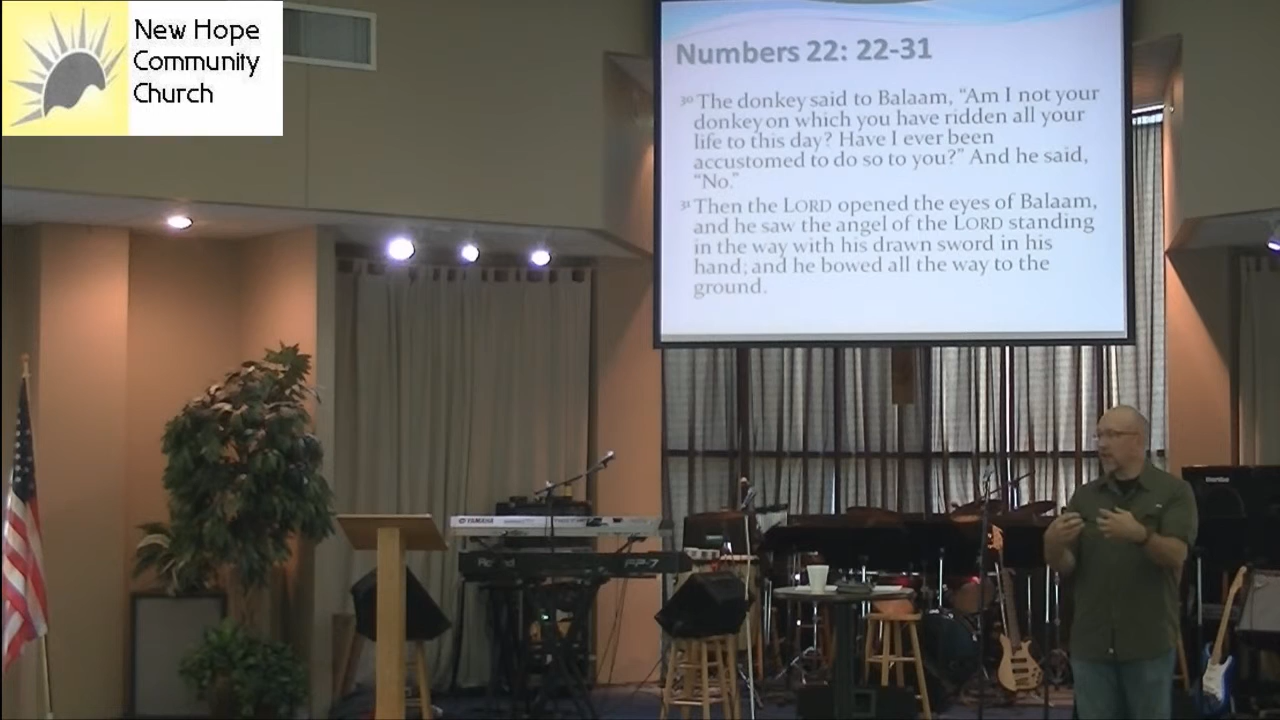 New Hope
Community
Church
Numbers 22: 22-31
30 The donkey said to Balaam, “Am I not your
donkey on which you have ridden all your
life to this day? Have I ever been
accustomed to do so to you?” And he said,
“No.”
31 Then the LORD opened the eyes of Balaam,
and he saw the angel of the LORD standing
in the way with his drawn sword in his
hand; and he bowed all the way to the
ground.
YAMAHA
Roland
FP-7